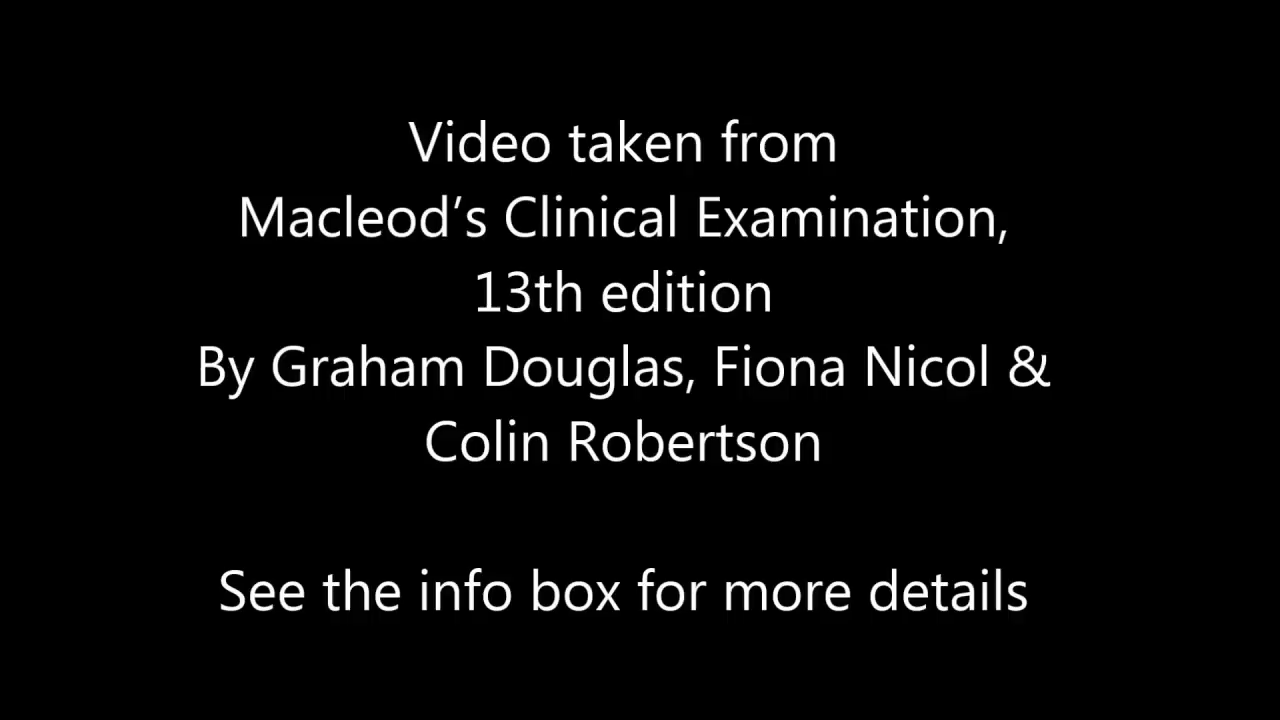 Video taken from
Macleod’s Clinical Examination,
13th edition
By Graham Douglas, Fiona Nicol &
Colin Robertson
See the info box for more details